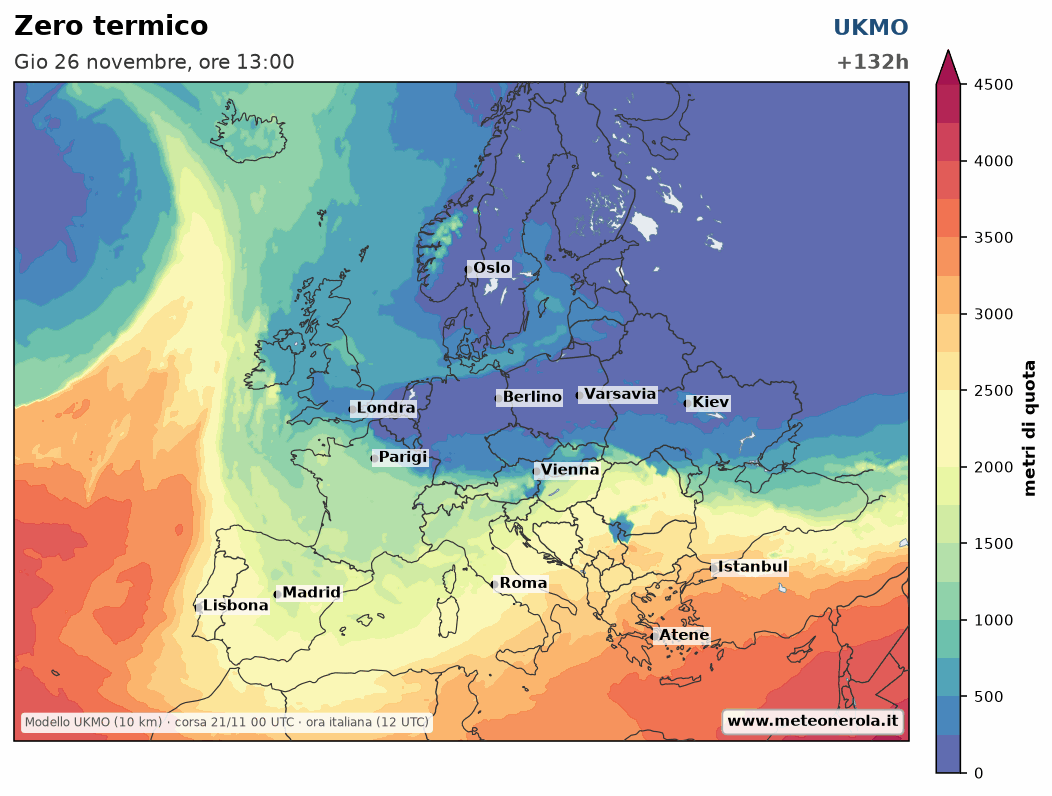 Zero termico
UKMO
Gio 26 novembre, ore 13:00
+132h
4500
4000
3500
3000
2500
2000
1500
1000
500
0
metri di quota
Oslo
Berlino
Varsavia
Kiev
Londra
Parigi
Vienna
Istanbul
Roma
Madrid
Lisbona
Atene
Modello UKMO (10 km) · corsa 21/11 00 UTC · ora italiana (12 UTC)
www.meteonerola.it